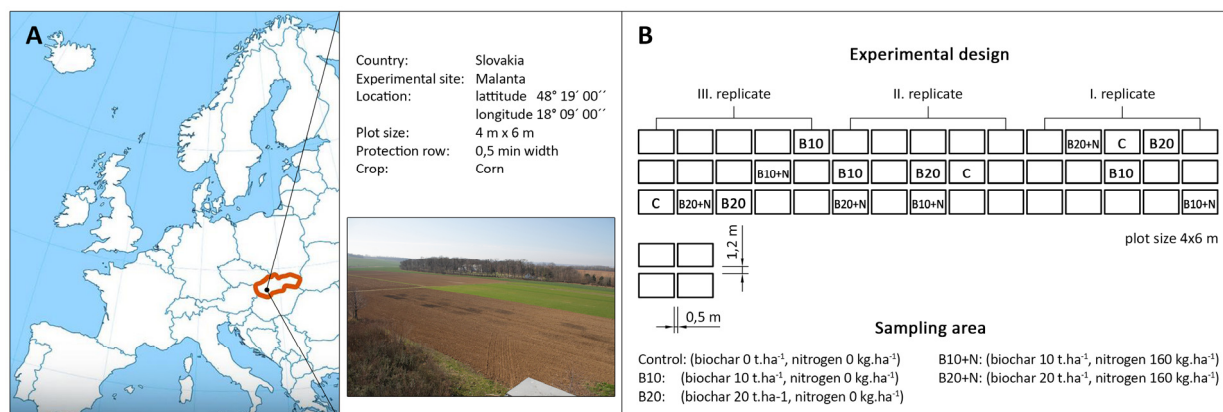 A
Country: Slovakia
Experimental site: Malanta
Location: lattitude 48° 19´ 00´´
longitude 18° 09´ 00´´
Plot size: 4 m x 6 m
Protection row: 0,5 min width
Crop: Corn
B
Experimental design
III. replicate II. replicate I. replicate
B10 B20+N C B20
B10+N B10 B20 C B10
C B20+N B20 B20+N B10+N B10+N
plot size 4x6 m
1,2 m
0,5 m
Sampling area
Control: (biochar 0 t.ha⁻¹, nitrogen 0 kg.ha⁻¹) B10+N: (biochar 10 t.ha⁻¹, nitrogen 160 kg.ha⁻¹)
B10: (biochar 10 t.ha⁻¹, nitrogen 0 kg.ha⁻¹) B20+N: (biochar 20 t.ha⁻¹, nitrogen 160 kg.ha⁻¹)
B20: (biochar 20 t.ha-1, nitrogen 0 kg.ha⁻¹)